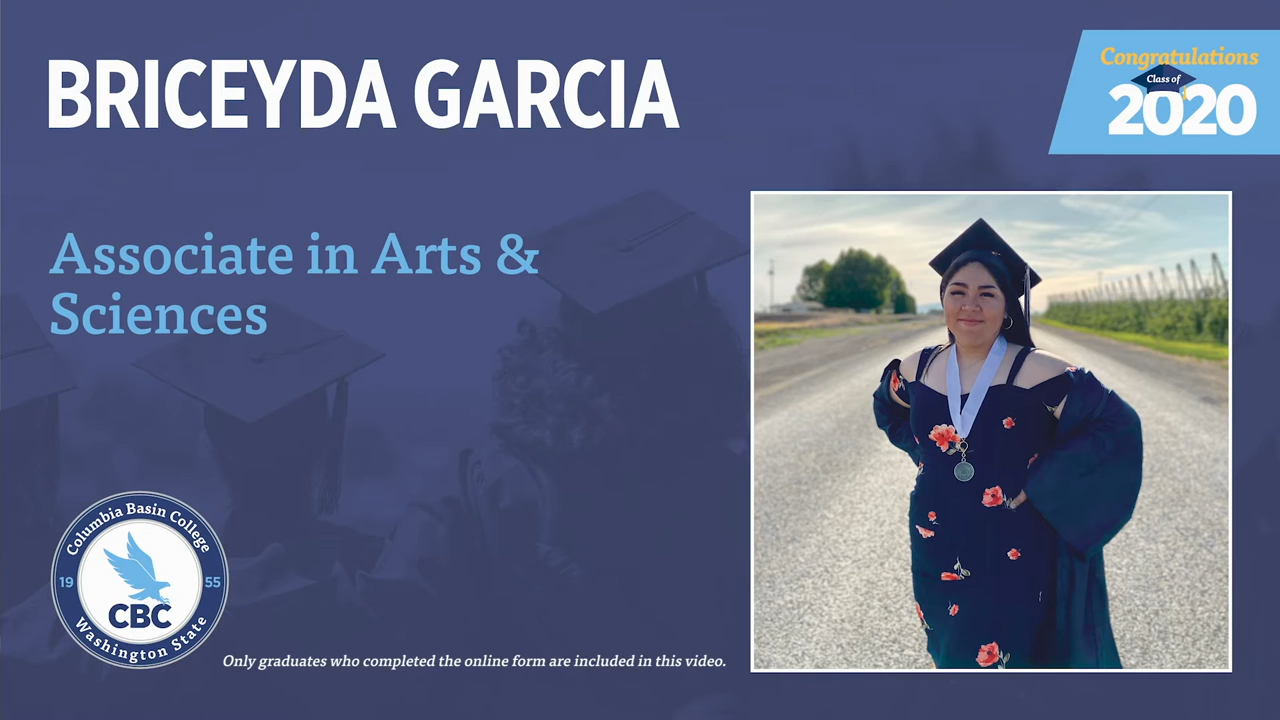 BRICEYDA GARCIA
Congratulations
Class of
2020
Associate in Arts &
Sciences
Columbia Basin College
19 55
CBC
Washington State
Only graduates who completed the online form are included in this video.